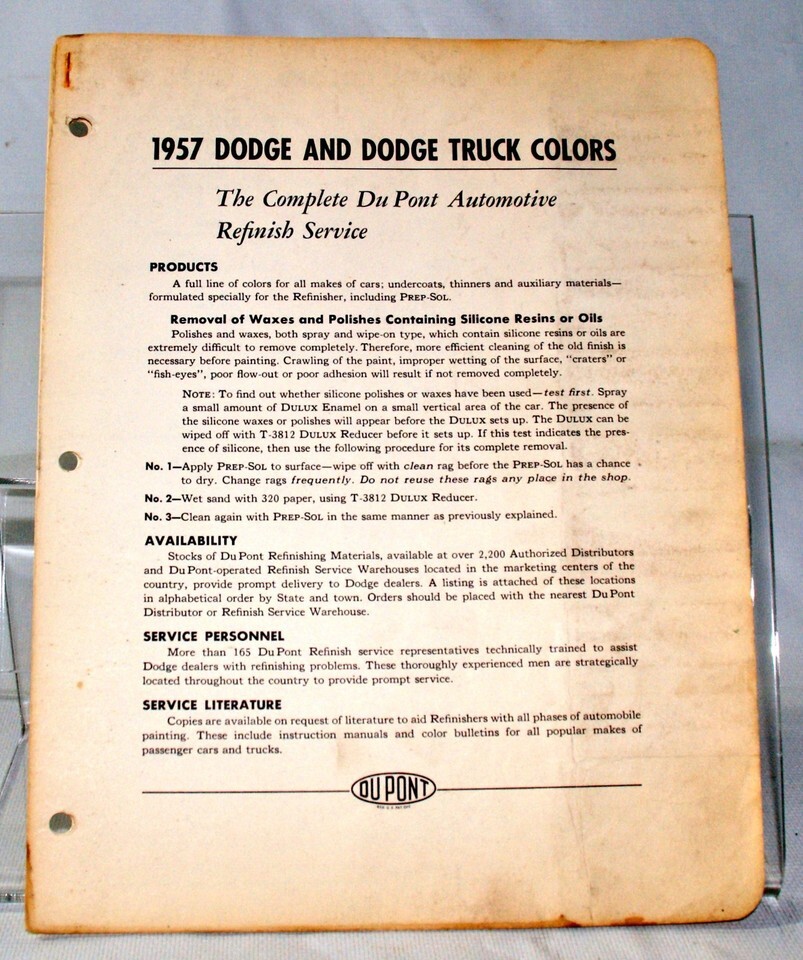 1957 DODGE AND DODGE TRUCK COLORS
The Complete Du Pont Automotive
Refinish Service
PRODUCTS
A full line of colors for all makes of cars; undercoats, thinners and auxiliary materials—
formulated specially for the Refinisher, including PREP-SOL.
Removal of Waxes and Polishes Containing Silicone Resins or Oils
Polishes and waxes, both spray and wipe-on type, which contain silicone resins or oils are
extremely difficult to remove completely. Therefore, more efficient cleaning of the old finish is
necessary before painting. Crawling of the paint, improper wetting of the surface, "craters" or
"fish-eyes", poor flow-out or poor adhesion will result if not removed completely.
NOTE: To find out whether silicone polishes or waxes have been used—test first. Spray
a small amount of DULUX Enamel on a small vertical area of the car. The presence of
the silicone waxes or polishes will appear before the DULUX sets up. The DULUX can be
wiped off with T-3812 DULUX Reducer before it sets up. If this test indicates the pres-
ence of silicone, then use the following procedure for its complete removal.
No. 1—Apply PREP-SOL to surface—wipe off with clean rag before the PREP-SOL has a chance
to dry. Change rags frequently. Do not reuse these rags any place in the shop.
No. 2—Wet sand with 320 paper, using T-3812 DULUX Reducer.
No. 3—Clean again with PREP-SOL in the same manner as previously explained.
AVAILABILITY
Stocks of Du Pont Refinishing Materials, available at over 2,200 Authorized Distributors
and Du Pont-operated Refinish Service Warehouses located in the marketing centers of the
country, provide prompt delivery to Dodge dealers. A listing is attached of these locations
in alphabetical order by State and town. Orders should be placed with the nearest Du Pont
Distributor or Refinish Service Warehouse.
SERVICE PERSONNEL
More than 165 Du Pont Refinish service representatives technically trained to assist
Dodge dealers with refinishing problems. These thoroughly experienced men are strategically
located throughout the country to provide prompt service.
SERVICE LITERATURE
Copies are available on request of literature to aid Refinishers with all phases of automobile
painting. These include instruction manuals and color bulletins for all popular makes of
passenger cars and trucks.
DU PONT